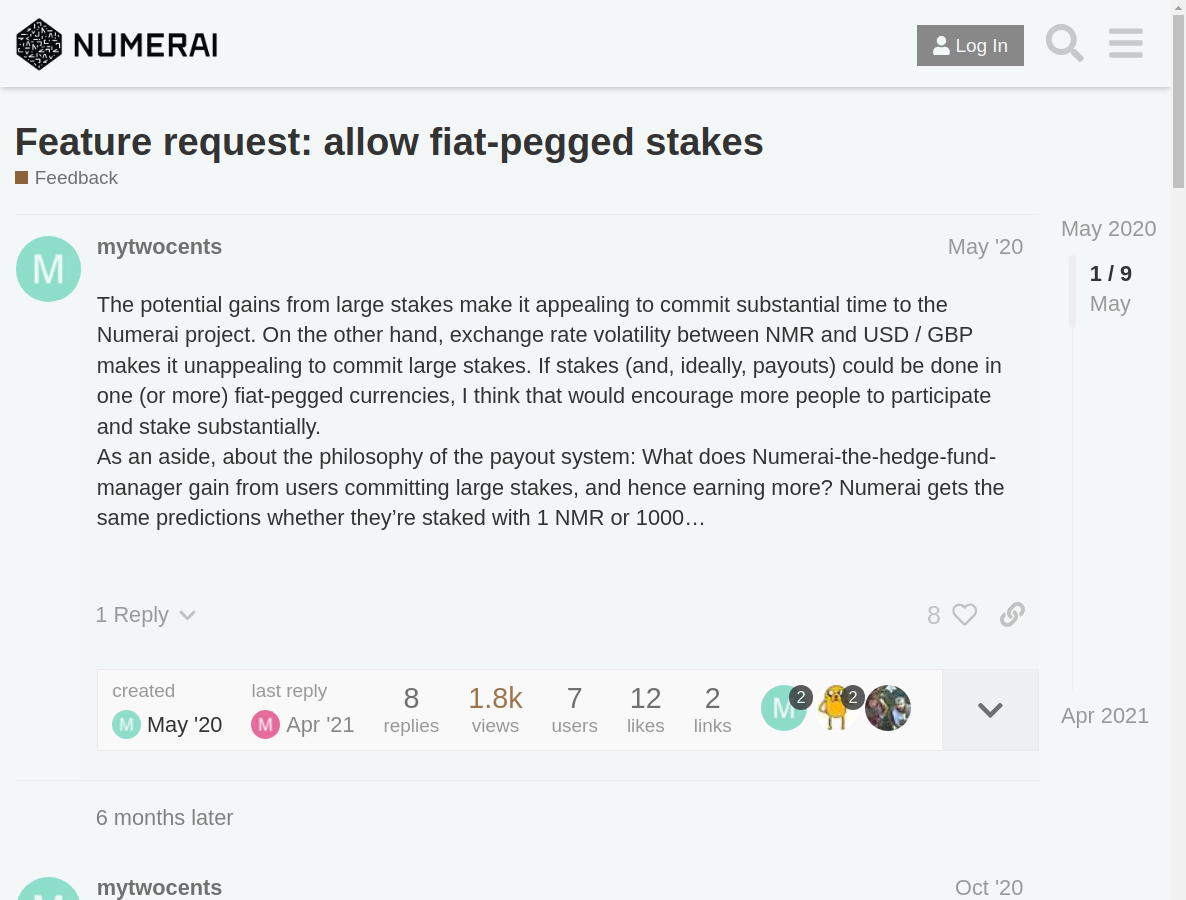 NUMERAI
Log In
Feature request: allow fiat-pegged stakes
Feedback
May 2020
1 / 9
May
Apr 2021
M
mytwocents
May '20
The potential gains from large stakes make it appealing to commit substantial time to the
Numerai project. On the other hand, exchange rate volatility between NMR and USD / GBP
makes it unappealing to commit large stakes. If stakes (and, ideally, payouts) could be done in
one (or more) fiat-pegged currencies, I think that would encourage more people to participate
and stake substantially.
As an aside, about the philosophy of the payout system: What does Numerai-the-hedge-fund-
manager gain from users committing large stakes, and hence earning more? Numerai gets the
same predictions whether they’re staked with 1 NMR or 1000…
1 Reply
8
created
M May '20
last reply
M Apr '21
8
replies
1.8k
views
7
users
12
likes
2
links
M 2
2
6 months later
M
mytwocents
Oct '20